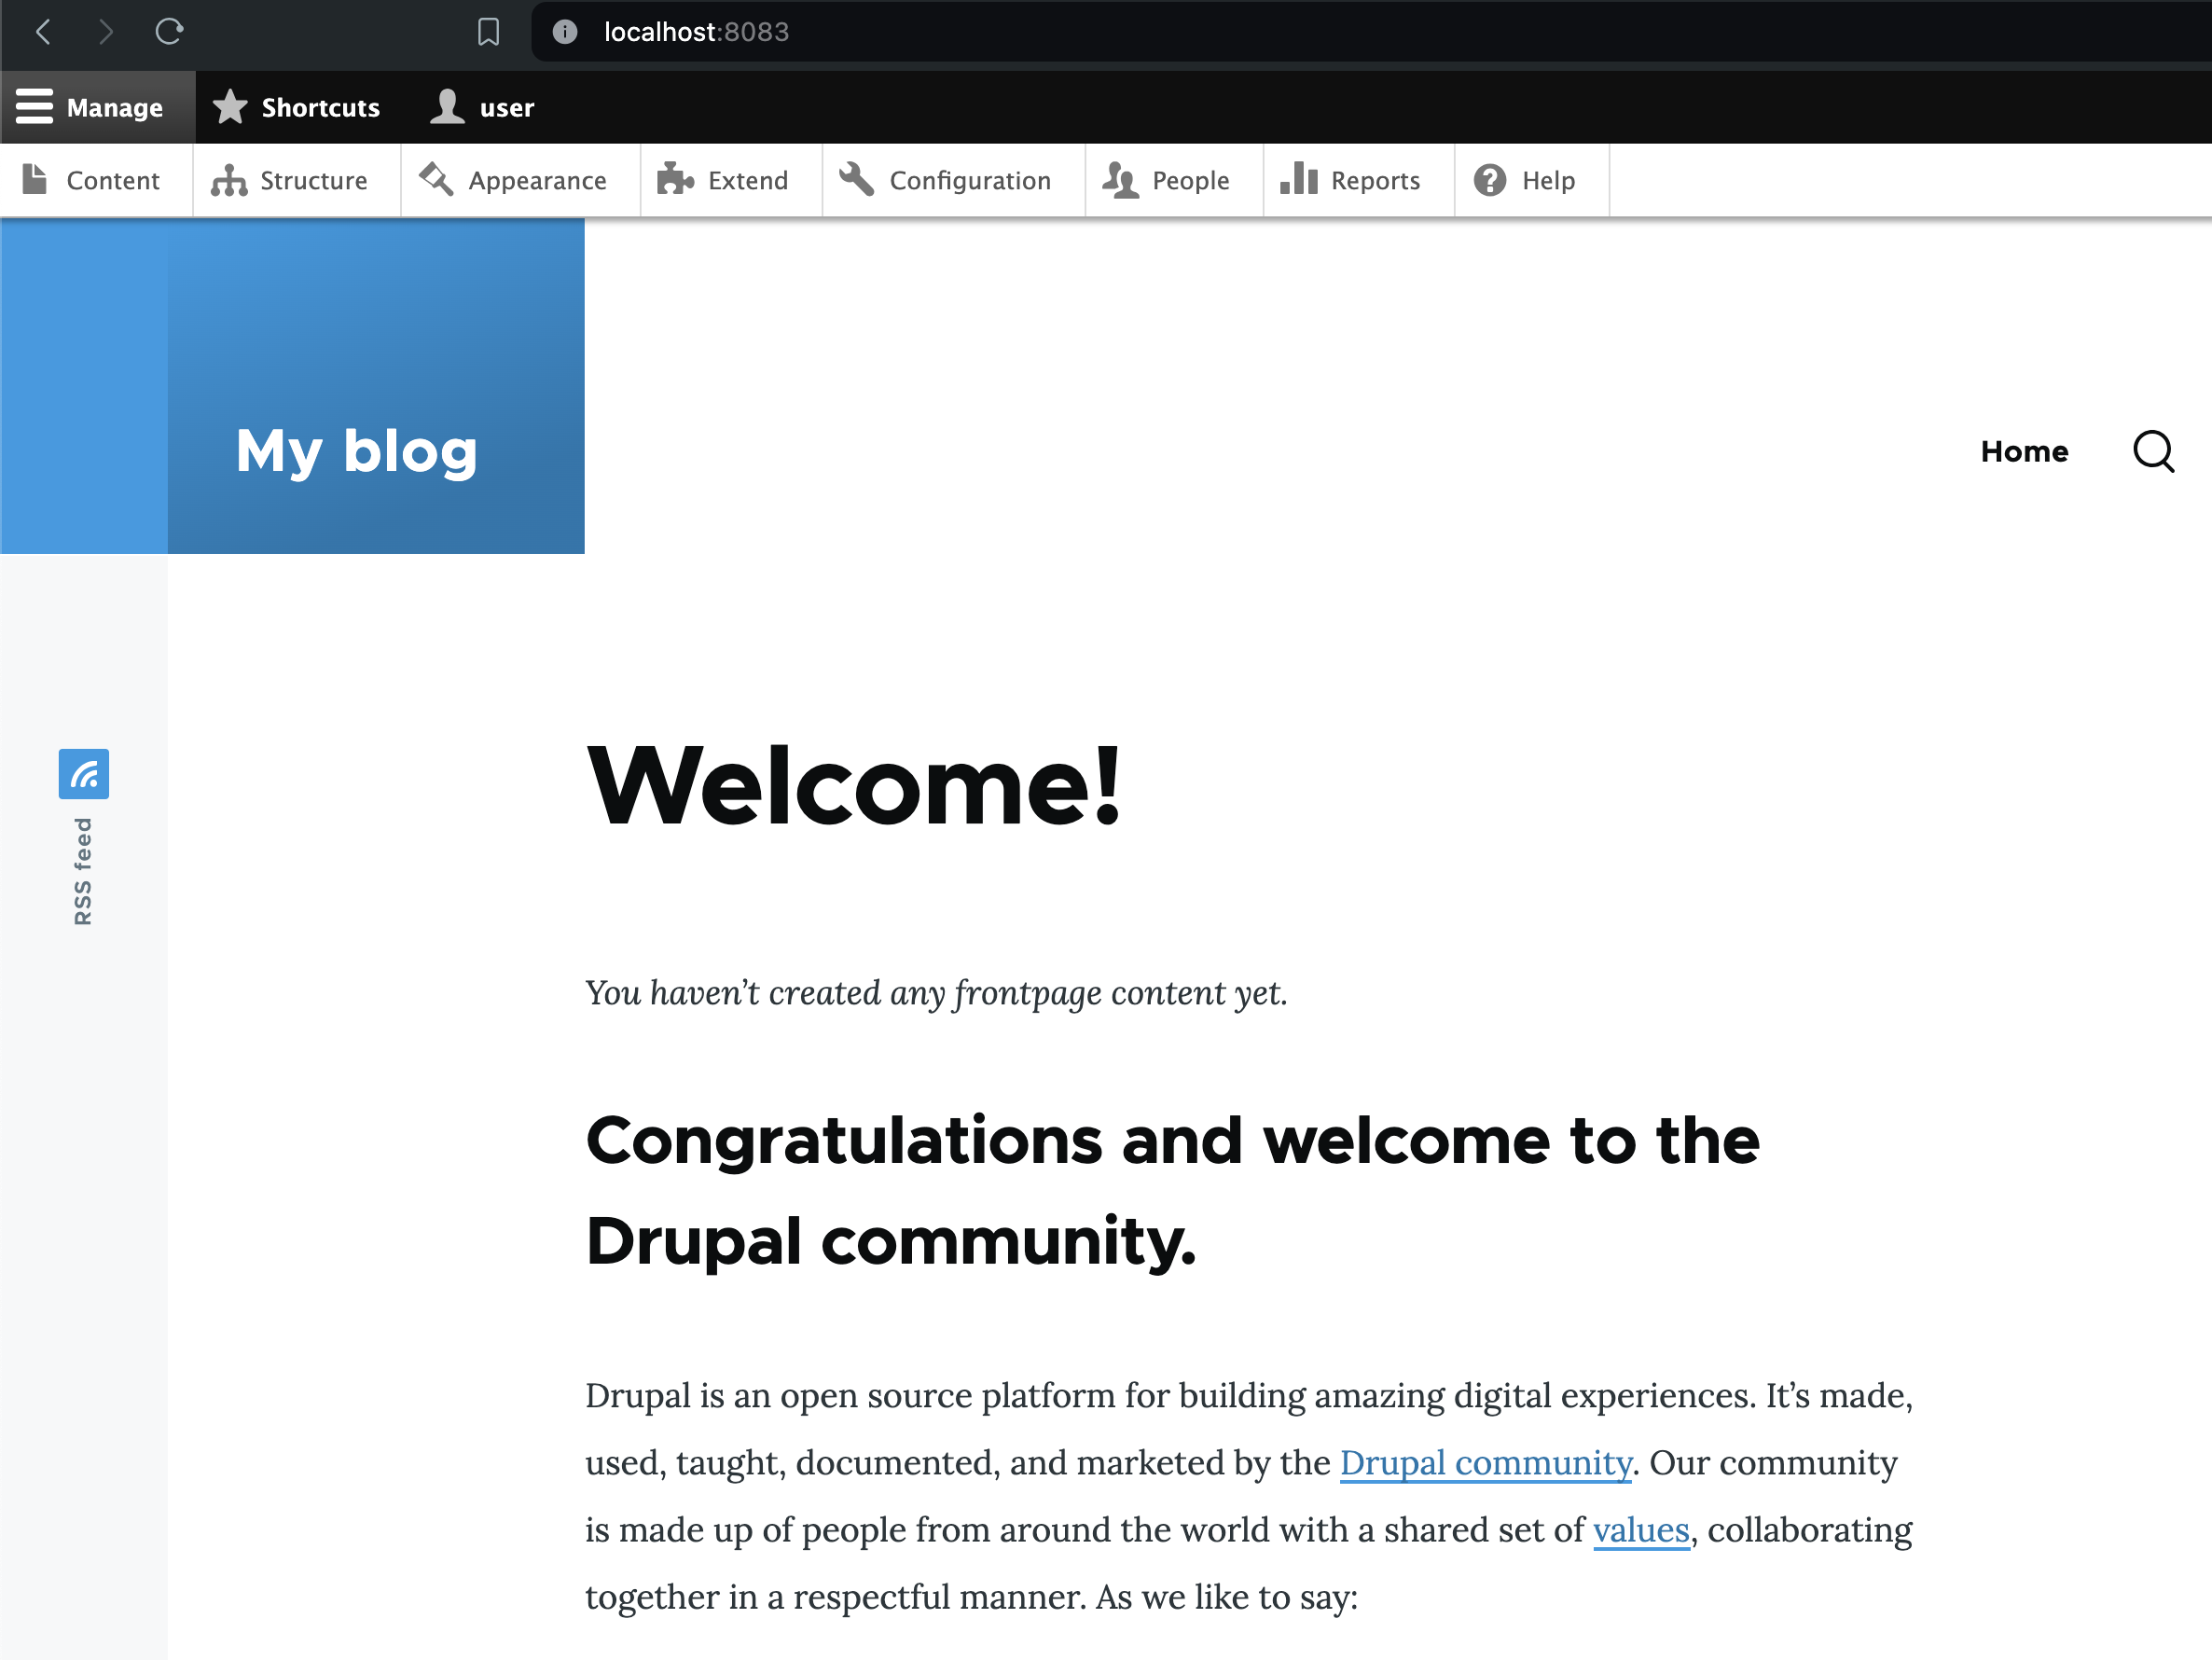 localhost:8083
Manage Shortcuts user
Content Structure Appearance Extend Configuration People Reports Help
My blog
Home
RSS feed
Welcome!
You haven’t created any frontpage content yet.
Congratulations and welcome to the
Drupal community.
Drupal is an open source platform for building amazing digital experiences. It’s made,
used, taught, documented, and marketed by the Drupal community. Our community
is made up of people from around the world with a shared set of values, collaborating
together in a respectful manner. As we like to say: